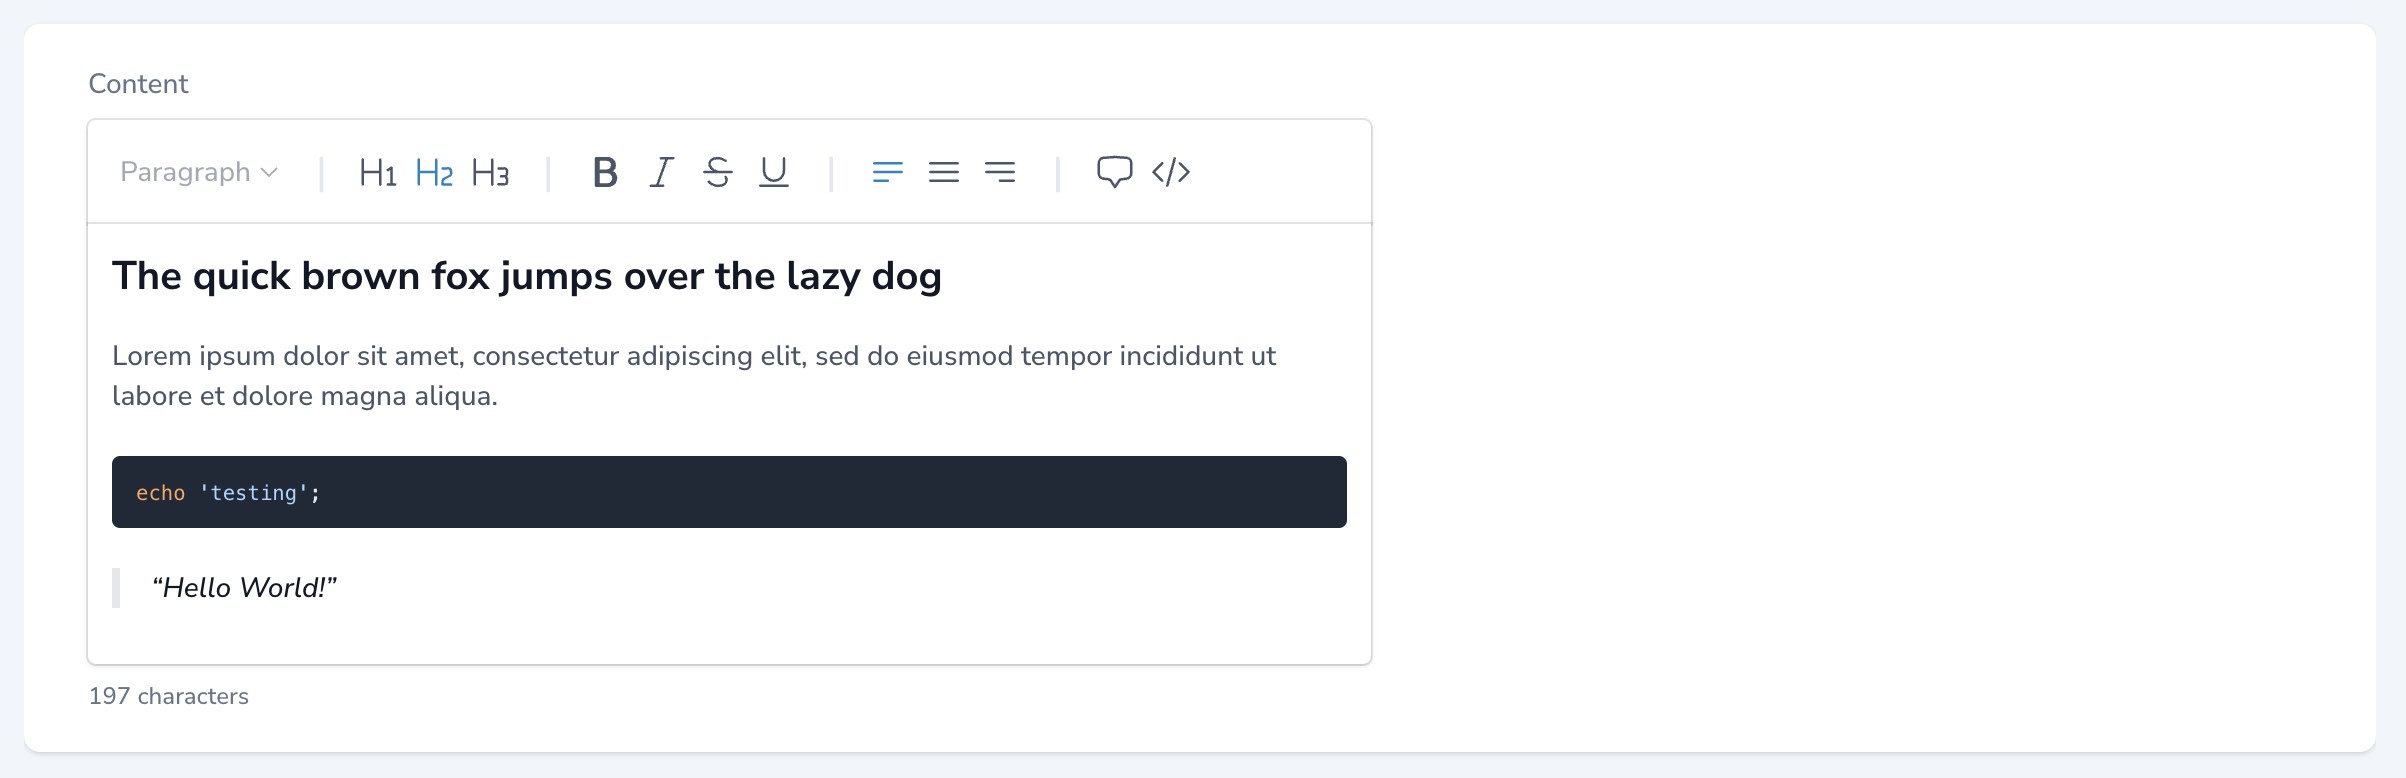 Content
Paragraph H1 H2 H3 B I S U </>
The quick brown fox jumps over the lazy dog
Lorem ipsum dolor sit amet, consectetur adipiscing elit, sed do eiusmod tempor incididunt ut
labore et dolore magna aliqua.
echo 'testing';
“Hello World!”
197 characters